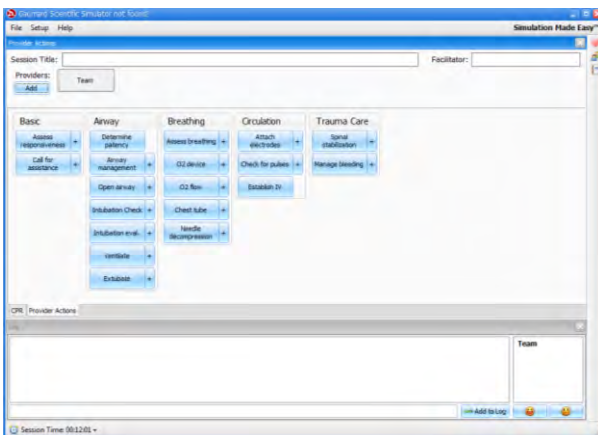 Gaumard Scientific Simulator not found!
File Setup Help
Simulation Made Easy™
Provider Actions
Session Title:
Facilitator:
Providers:
Add
Team
Basic
Airway
Breathing
Circulation
Trauma Care
Assess responsiveness +
Determine patency
Assess breathing +
Attach electrodes +
Spinal stabilization +
Call for assistance +
Airway management +
O2 device +
Check for pulses +
Manage bleeding +
Open airway +
O2 flow +
Establish IV
Intubation Check +
Chest tube +
Intubation eval. +
Needle decompression +
Ventilate +
Extubate +
CPR Provider Actions
Log
Team
Add to Log
Session Time: 00:12:01